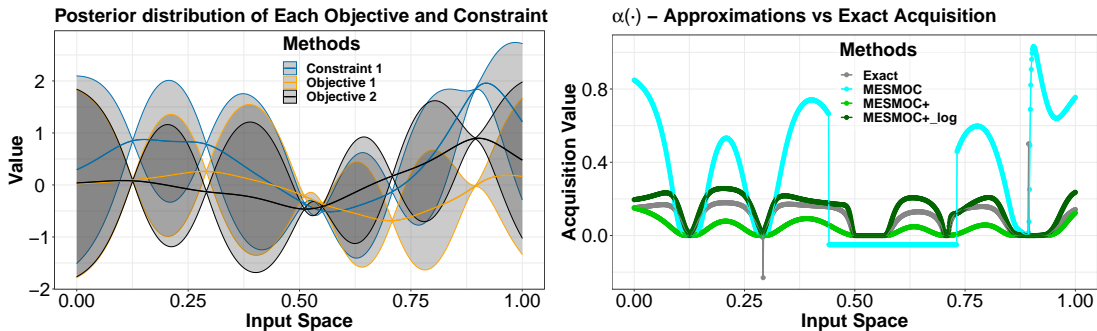 Posterior distribution of Each Objective and Constraint
Methods
Constraint 1
Objective 1
Objective 2
Value
2
1
0
−1
−2
0.00
0.25
0.50
0.75
1.00
Input Space
α(·) − Approximations vs Exact Acquisition
Methods
Exact
MESMOC
MESMOC+
MESMOC+_log
Acquisition Value
0.8
0.4
0.0
0.00
0.25
0.50
0.75
1.00
Input Space